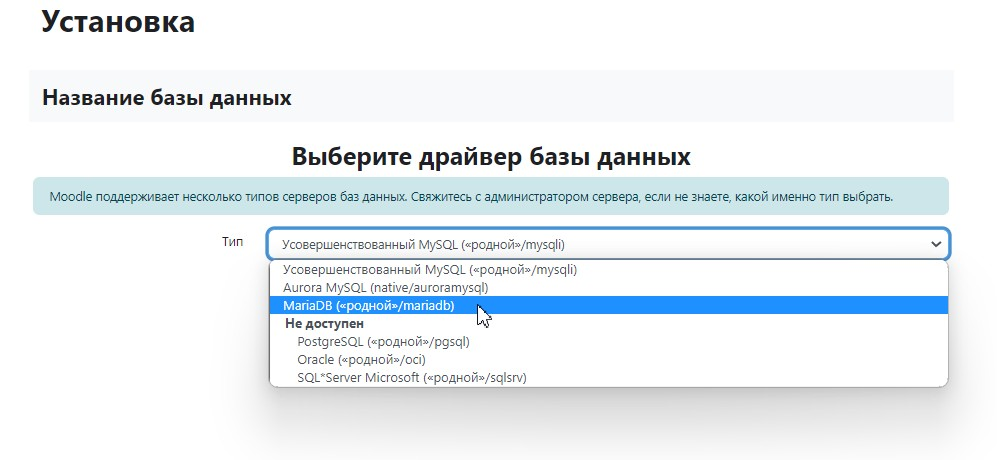 Установка
Название базы данных
Выберите драйвер базы данных
Moodle поддерживает несколько типов серверов баз данных. Свяжитесь с администратором сервера, если не знаете, какой именно тип выбрать.
Тип
Усовершенствованный MySQL («родной»/mysqli)
Усовершенствованный MySQL («родной»/mysqli)
Aurora MySQL (native/auroramysql)
MariaDB («родной»/mariadb)
Не доступен
PostgreSQL («родной»/pgsql)
Oracle («родной»/oci)
SQL*Server Microsoft («родной»/sqlsrv)